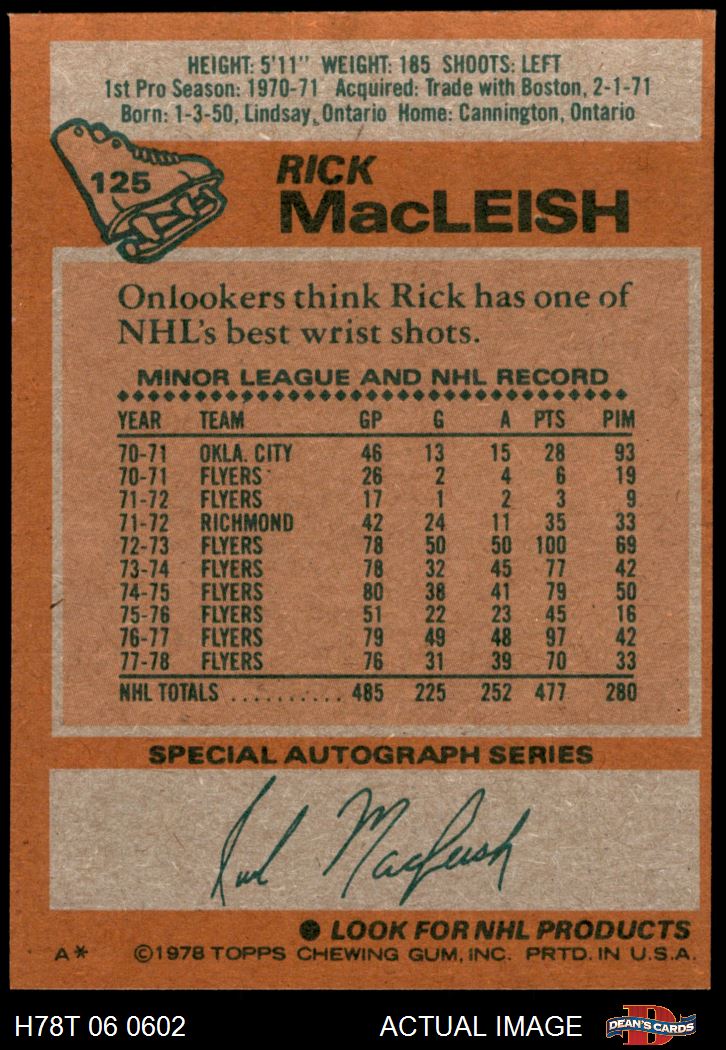 HEIGHT: 5'11" WEIGHT: 185 SHOOTS: LEFT
1st Pro Season: 1970-71 Acquired: Trade with Boston, 2-1-71
Born: 1-3-50, Lindsay, Ontario Home: Cannington, Ontario
125
RICK
MacLEISH
Onlookers think Rick has one of
NHL's best wrist shots.
MINOR LEAGUE AND NHL RECORD
YEAR TEAM GP G A PTS PIM
70-71 OKLA. CITY 46 13 15 28 93
70-71 FLYERS 26 2 4 6 19
71-72 FLYERS 17 1 2 3 9
71-72 RICHMOND 42 24 11 35 33
72-73 FLYERS 78 50 50 100 69
73-74 FLYERS 78 32 45 77 42
74-75 FLYERS 80 38 41 79 50
75-76 FLYERS 51 22 23 45 16
76-77 FLYERS 79 49 48 97 42
77-78 FLYERS 76 31 39 70 33
NHL TOTALS .......... 485 225 252 477 280
SPECIAL AUTOGRAPH SERIES
Rick MacLeish
● LOOK FOR NHL PRODUCTS
A* ©1978 TOPPS CHEWING GUM, INC. PRTD. IN U.S.A.
H78T 06 0602 ACTUAL IMAGE
D DEAN'S CARDS